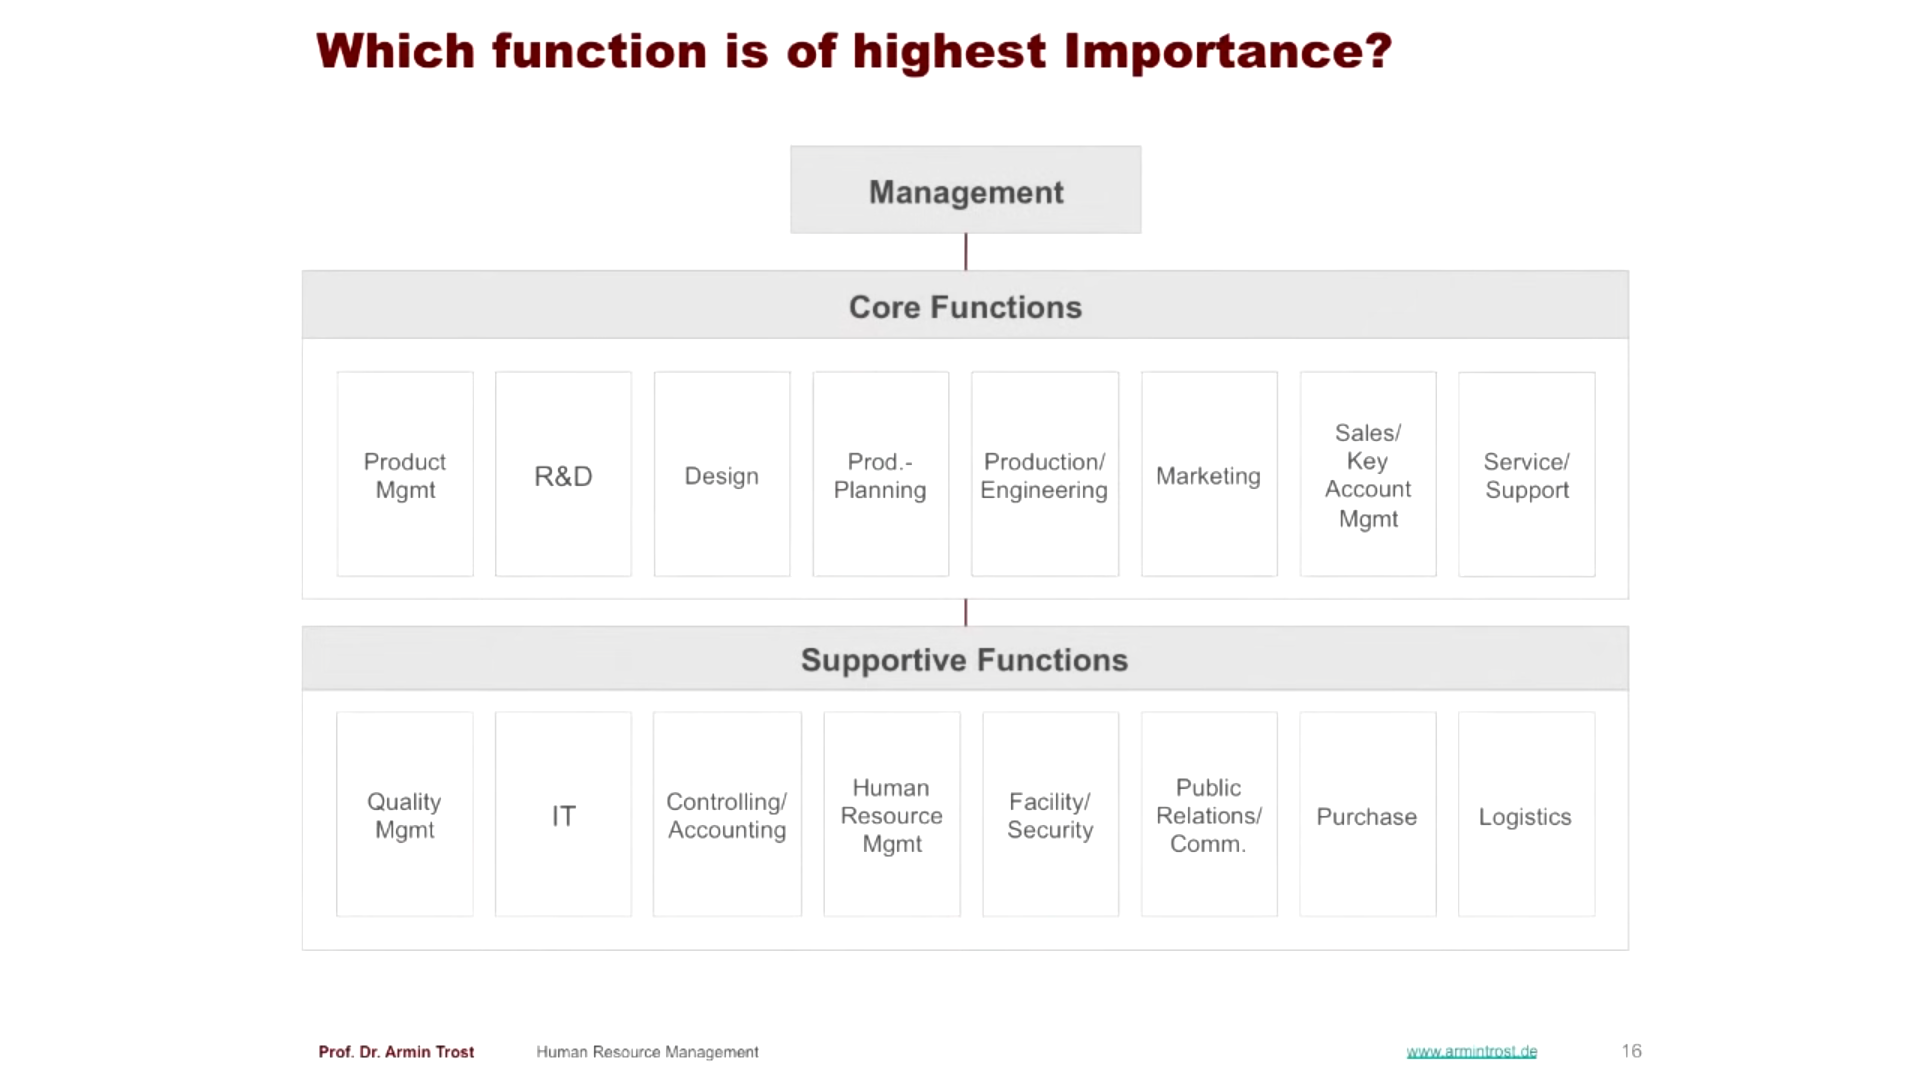 Which function is of highest Importance?
Management
Core Functions
Product
Mgmt
R&D
Design
Prod.-
Planning
Production/
Engineering
Marketing
Sales/
Key
Account
Mgmt
Service/
Support
Supportive Functions
Quality
Mgmt
IT
Controlling/
Accounting
Human
Resource
Mgmt
Facility/
Security
Public
Relations/
Comm.
Purchase
Logistics
Prof. Dr. Armin Trost
Human Resource Management
www.armintrost.de
16